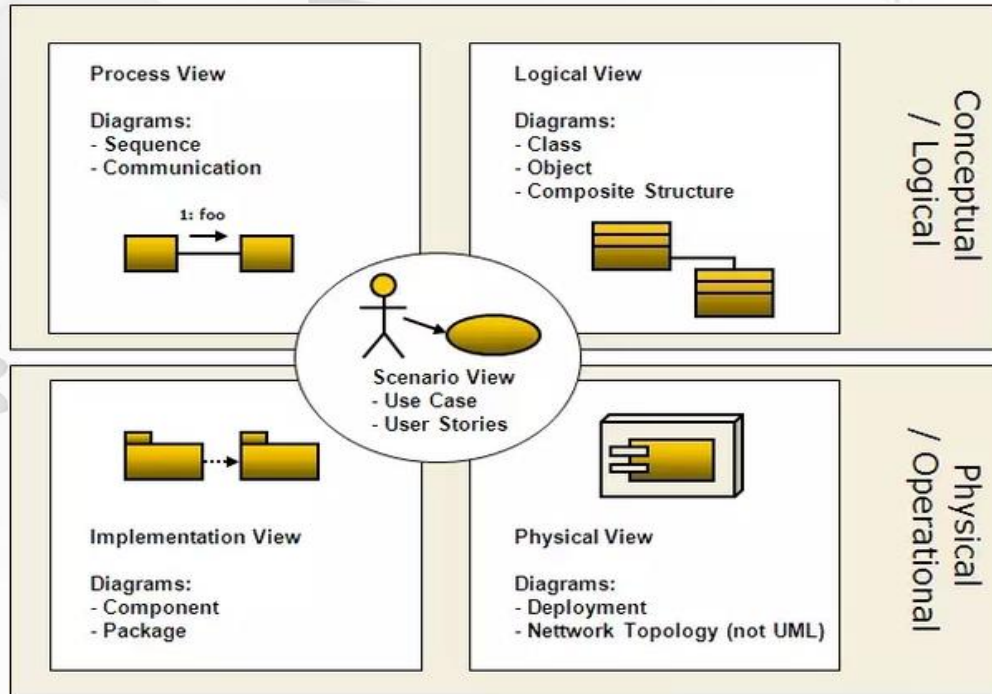 Process View
Diagrams:
- Sequence
- Communication
1: foo
Logical View
Diagrams:
- Class
- Object
- Composite Structure
Conceptual
/ Logical
Scenario View
- Use Case
- User Stories
Implementation View
Diagrams:
- Component
- Package
Physical View
Diagrams:
- Deployment
- Nettwork Topology (not UML)
Physical
/ Operational